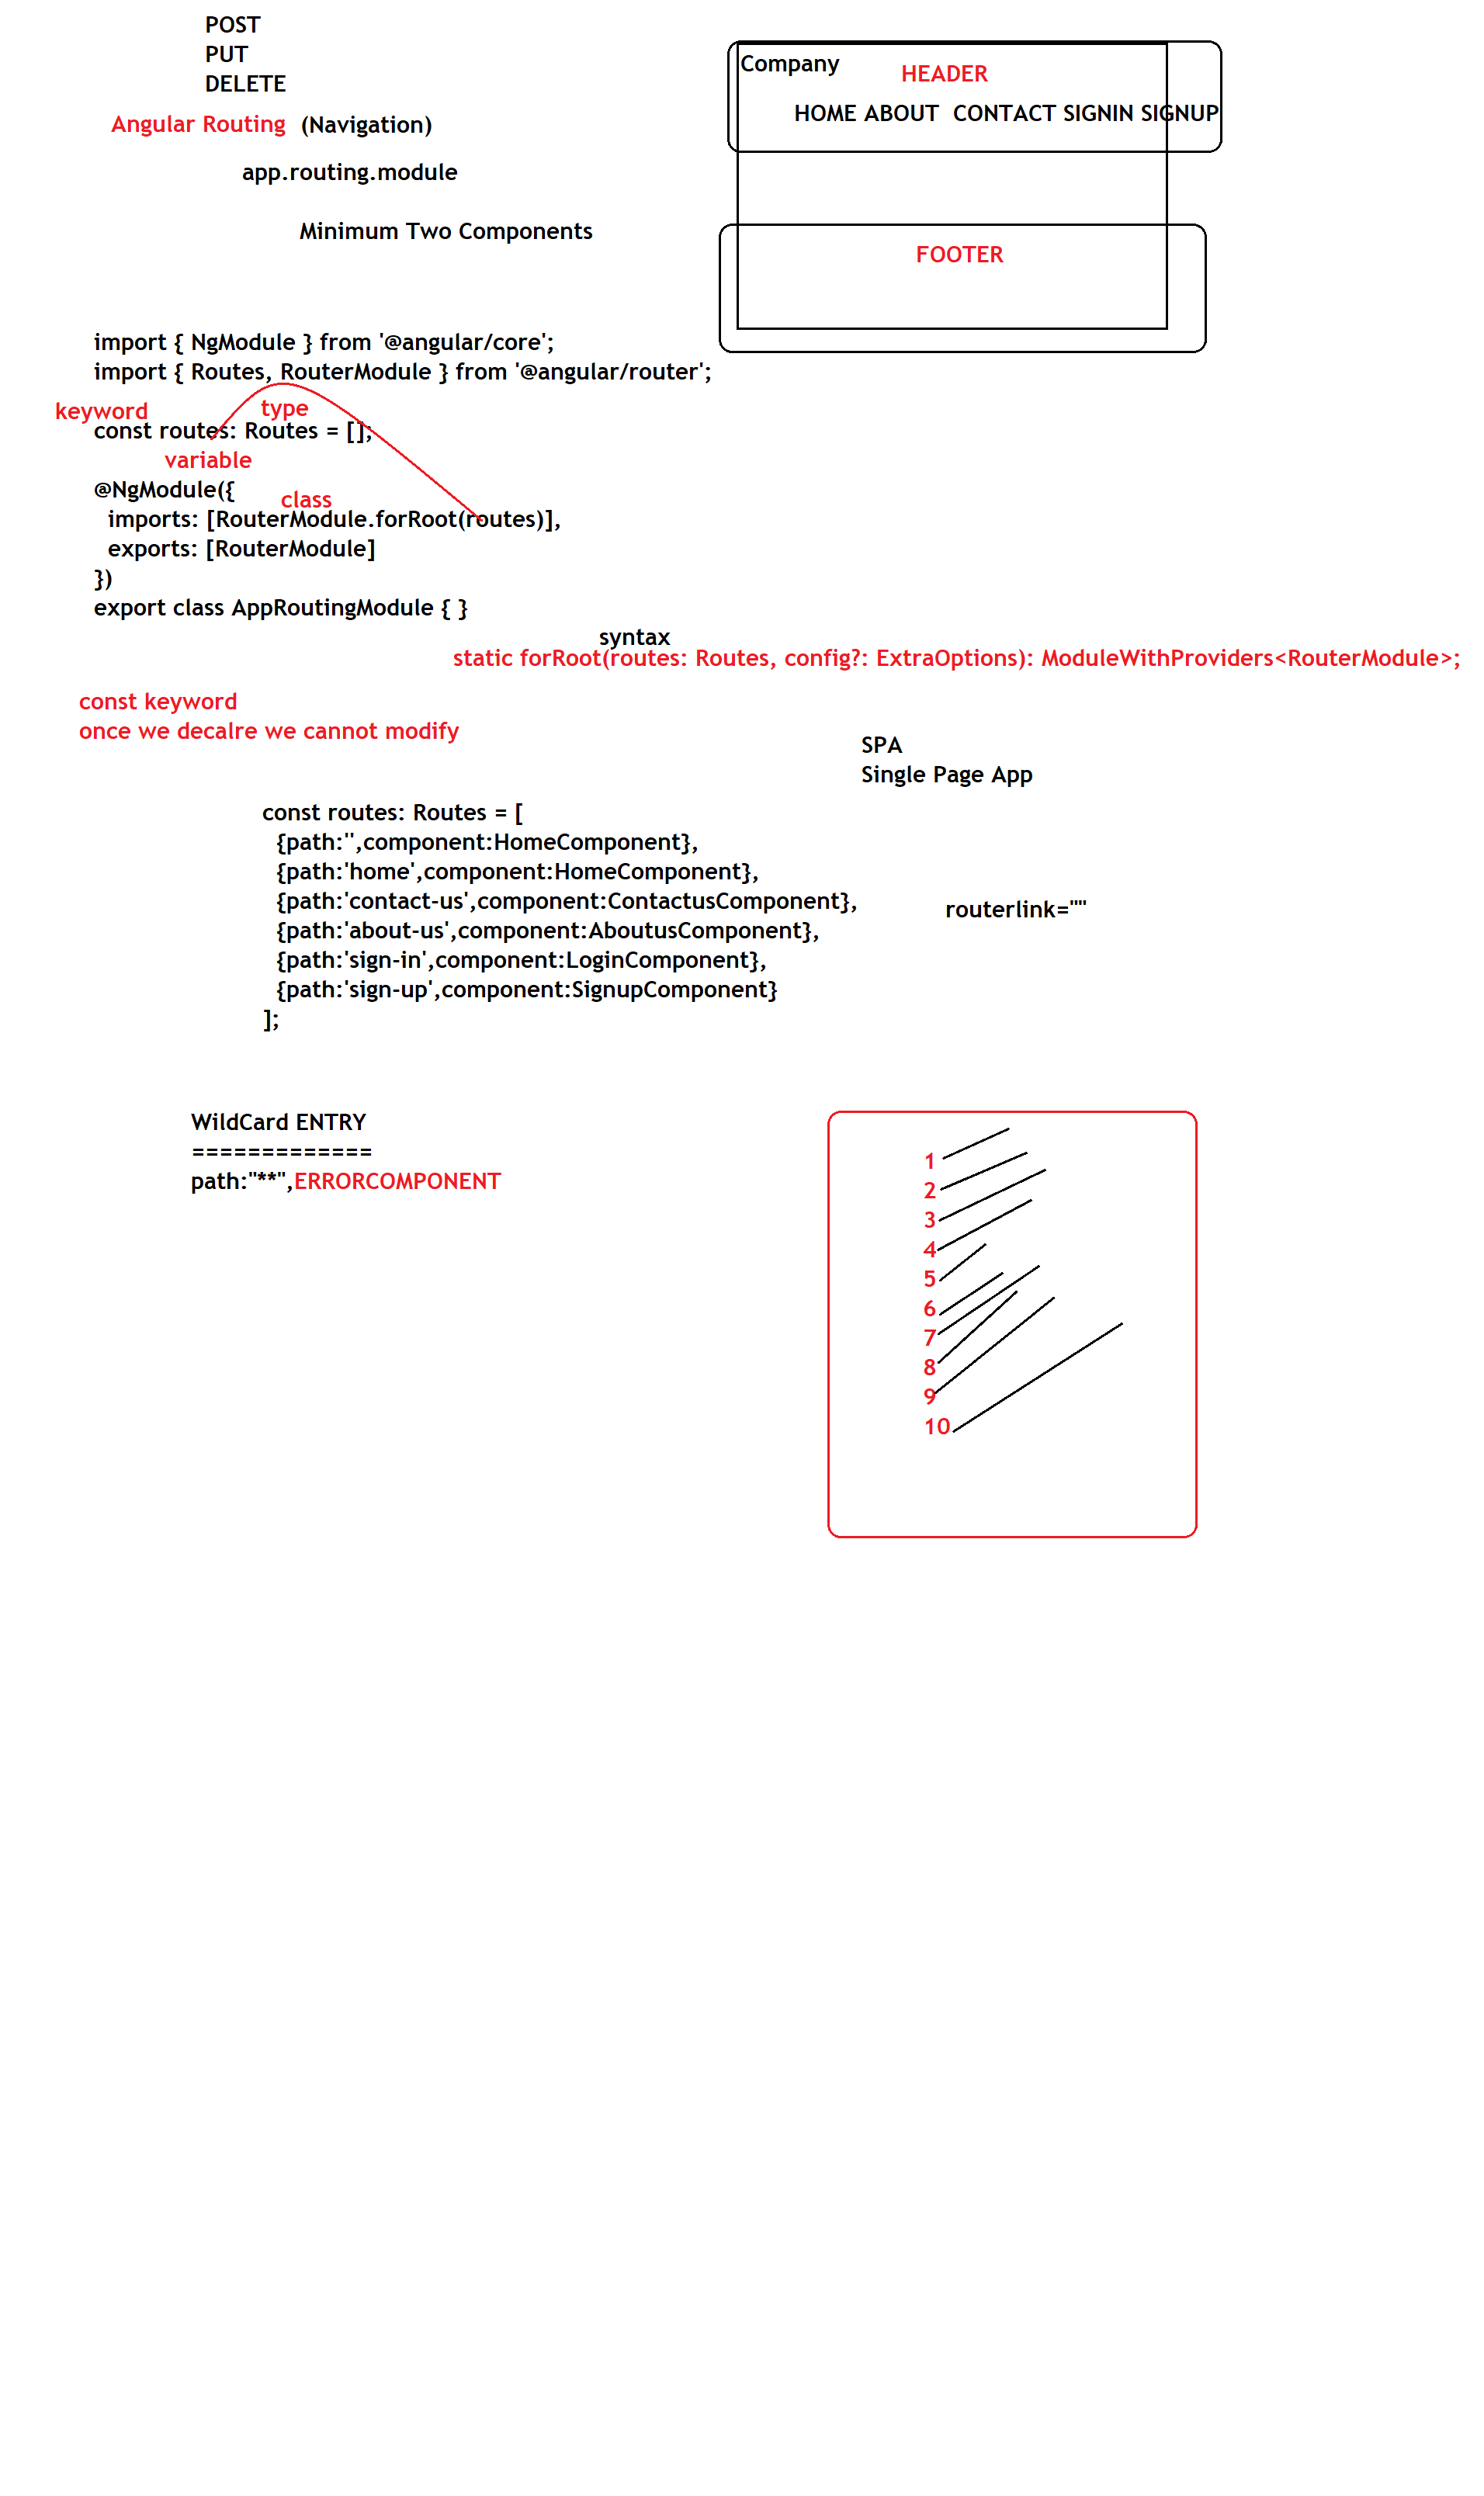 POST
PUT
DELETE
Angular Routing (Navigation)
app.routing.module
Minimum Two Components
Company
HEADER
HOME ABOUT  CONTACT SIGNIN SIGNUP
FOOTER
import { NgModule } from '@angular/core';
import { Routes, RouterModule } from '@angular/router';
keyword
type
const routes: Routes = [];
variable
@NgModule({
class
imports: [RouterModule.forRoot(routes)],
exports: [RouterModule]
})
export class AppRoutingModule { }
syntax
static forRoot(routes: Routes, config?: ExtraOptions): ModuleWithProviders<RouterModule>;
const keyword
once we decalre we cannot modify
SPA
Single Page App
const routes: Routes = [
{path:'',component:HomeComponent},
{path:'home',component:HomeComponent},
{path:'contact-us',component:ContactusComponent},
{path:'about-us',component:AboutusComponent},
{path:'sign-in',component:LoginComponent},
{path:'sign-up',component:SignupComponent}
];
routerlink=""
WildCard ENTRY
=============
path:"**",ERRORCOMPONENT
1
2
3
4
5
6
7
8
9
10